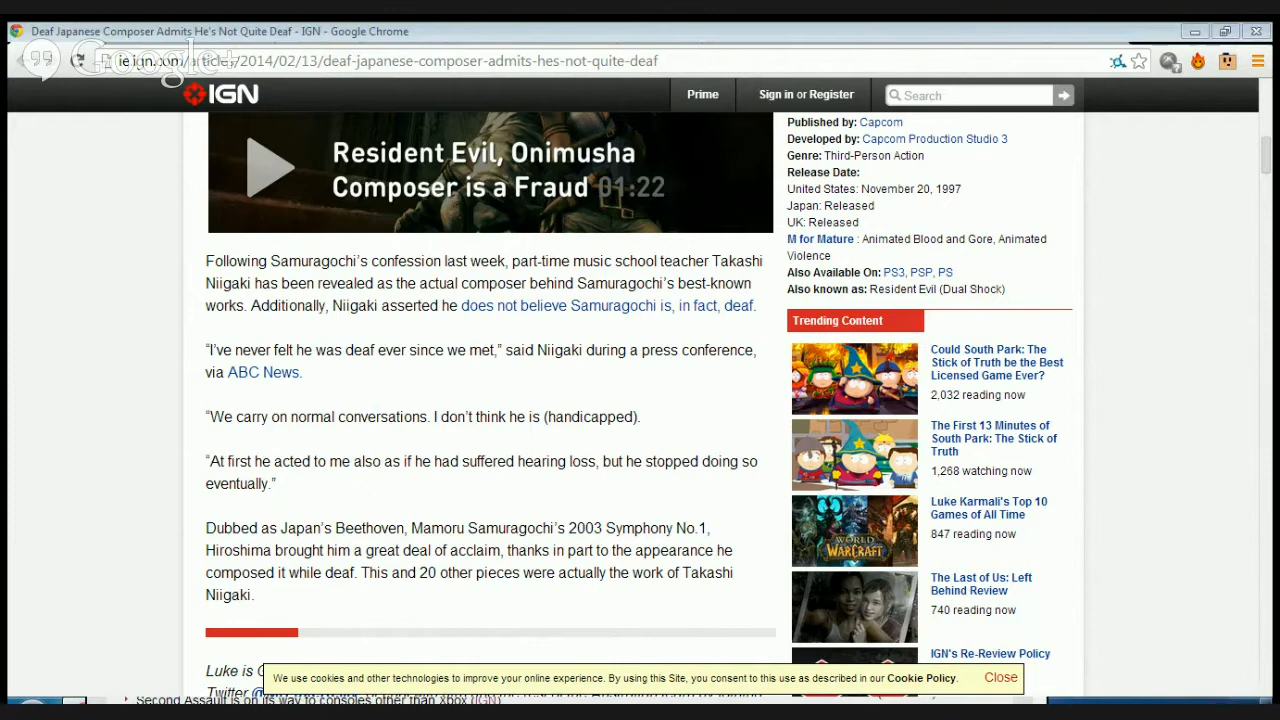 Deaf Japanese Composer Admits He's Not Quite Deaf - IGN - Google Chrome
Google+
ie.ign.com/articles/2014/02/13/deaf-japanese-composer-admits-hes-not-quite-deaf
IGN
Prime
Sign in or Register
Search
Resident Evil, Onimusha
Composer is a Fraud 01:22
Following Samuragochi's confession last week, part-time music school teacher Takashi
Niigaki has been revealed as the actual composer behind Samuragochi's best-known
works. Additionally, Niigaki asserted he does not believe Samuragochi is, in fact, deaf.
“I've never felt he was deaf ever since we met,” said Niigaki during a press conference,
via ABC News.
“We carry on normal conversations. I don't think he is (handicapped).
“At first he acted to me also as if he had suffered hearing loss, but he stopped doing so
eventually.”
Dubbed as Japan's Beethoven, Mamoru Samuragochi's 2003 Symphony No.1,
Hiroshima brought him a great deal of acclaim, thanks in part to the appearance he
composed it while deaf. This and 20 other pieces were actually the work of Takashi
Niigaki.
Luke is
Twitter
Published by: Capcom
Developed by: Capcom Production Studio 3
Genre: Third-Person Action
Release Date:
United States: November 20, 1997
Japan: Released
UK: Released
M for Mature : Animated Blood and Gore, Animated
Violence
Also Available On: PS3, PSP, PS
Also known as: Resident Evil (Dual Shock)
Trending Content
Could South Park: The
Stick of Truth be the Best
Licensed Game Ever?
2,032 reading now
The First 13 Minutes of
South Park: The Stick of
Truth
1,268 watching now
WORLD
WARCRAFT
Luke Karmali's Top 10
Games of All Time
847 reading now
The Last of Us: Left
Behind Review
740 reading now
IGN's Re-Review Policy
We use cookies and other technologies to improve your online experience. By using this Site, you consent to this use as described in our Cookie Policy.
Close
Second Assault is on its way to consoles other than Xbox (IGN)